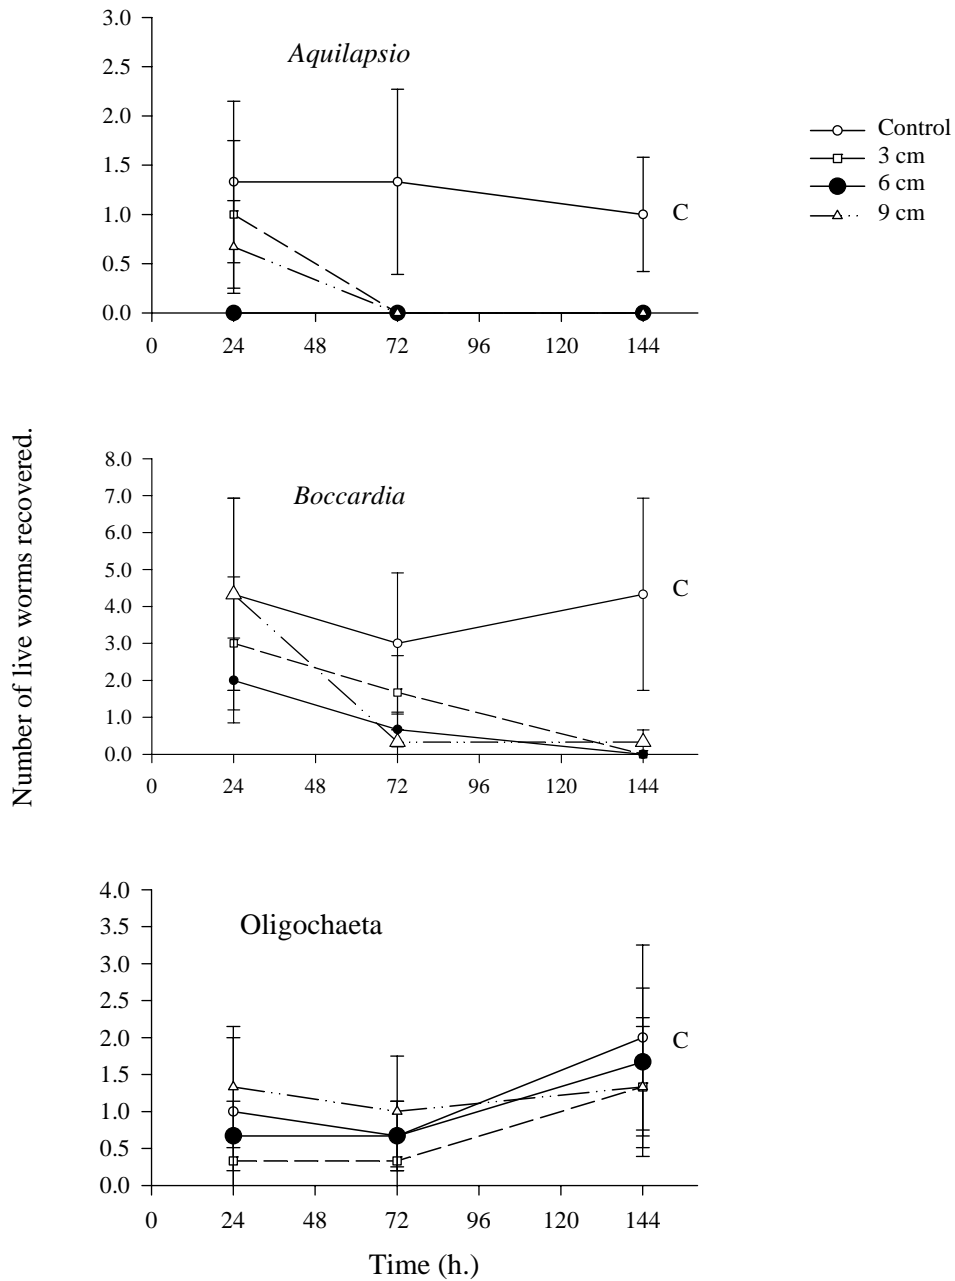 3.0
Aquilapsio
2.5
2.0
Control
3 cm
1.5
6 cm
9 cm
1.0
C
0.5
0.0
0 24 48 72 96 120 144
Number of live worms recovered.
8.0
Boccardia
7.0
6.0
5.0
C
4.0
3.0
2.0
1.0
0.0
0 24 48 72 96 120 144
4.0
Oligochaeta
3.5
3.0
2.5
2.0
C
1.5
1.0
0.5
0.0
0 24 48 72 96 120 144
Time (h.)